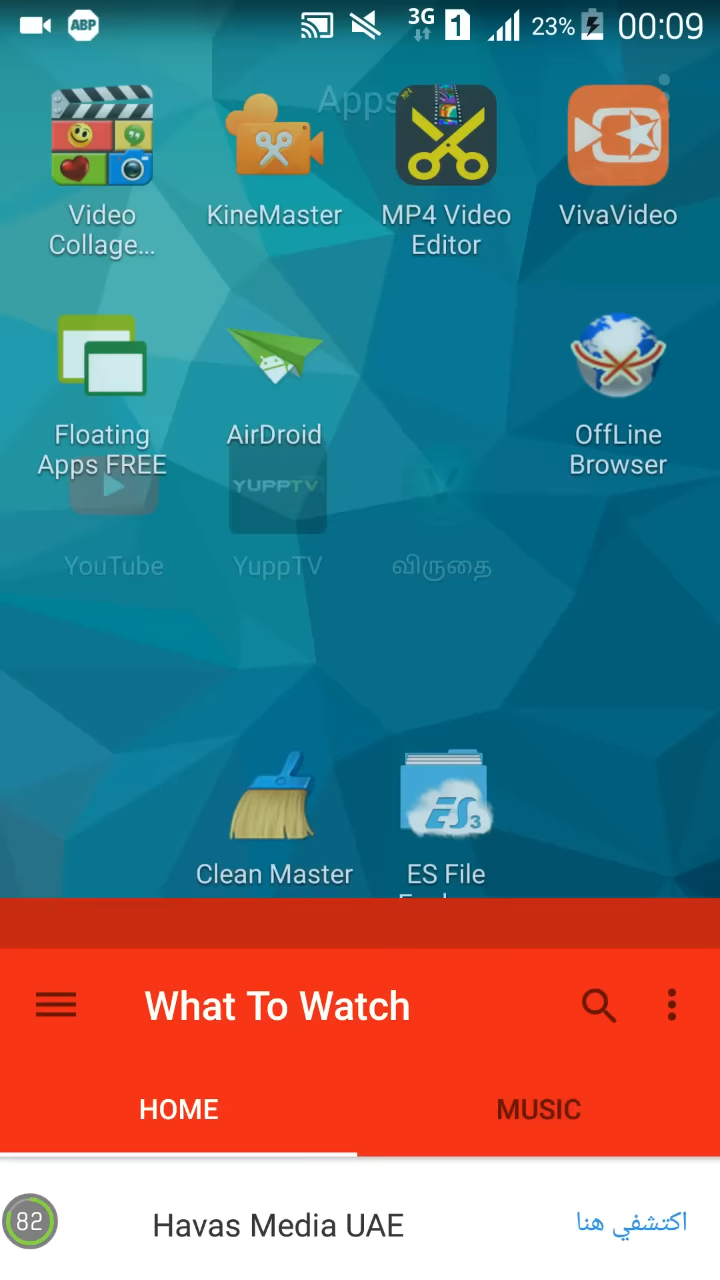 ABP
3G
1
23%
00:09
Apps
MP4
Video
Collage...
KineMaster
MP4 Video
Editor
VivaVideo
Floating
Apps FREE
AirDroid
OffLine
Browser
YUPPTV
YouTube
YuppTV
விருதை
ES3
Clean Master
ES File
What To Watch
HOME
MUSIC
82
Havas Media UAE
اكتشفي هنا